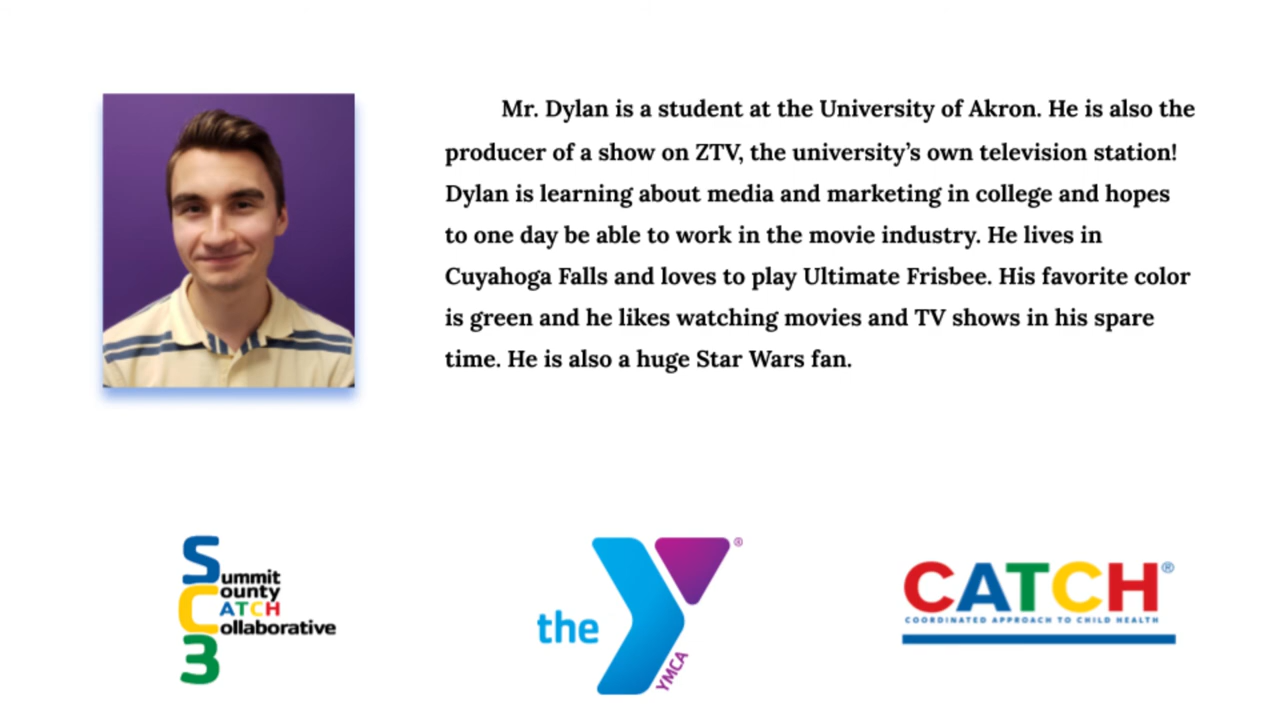 Mr. Dylan is a student at the University of Akron. He is also the
producer of a show on ZTV, the university’s own television station!
Dylan is learning about media and marketing in college and hopes
to one day be able to work in the movie industry. He lives in
Cuyahoga Falls and loves to play Ultimate Frisbee. His favorite color
is green and he likes watching movies and TV shows in his spare
time. He is also a huge Star Wars fan.
Summit
County
CATCH
Collaborative
3
the
YMCA
®
CATCH®
COORDINATED APPROACH TO CHILD HEALTH